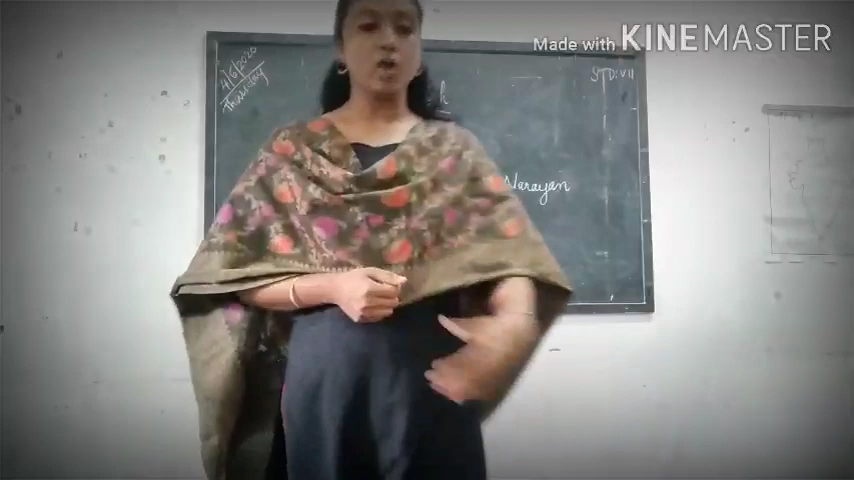 Made with KINEMASTER
4/6/2020
Thursday
STD: VII
h
Narayan